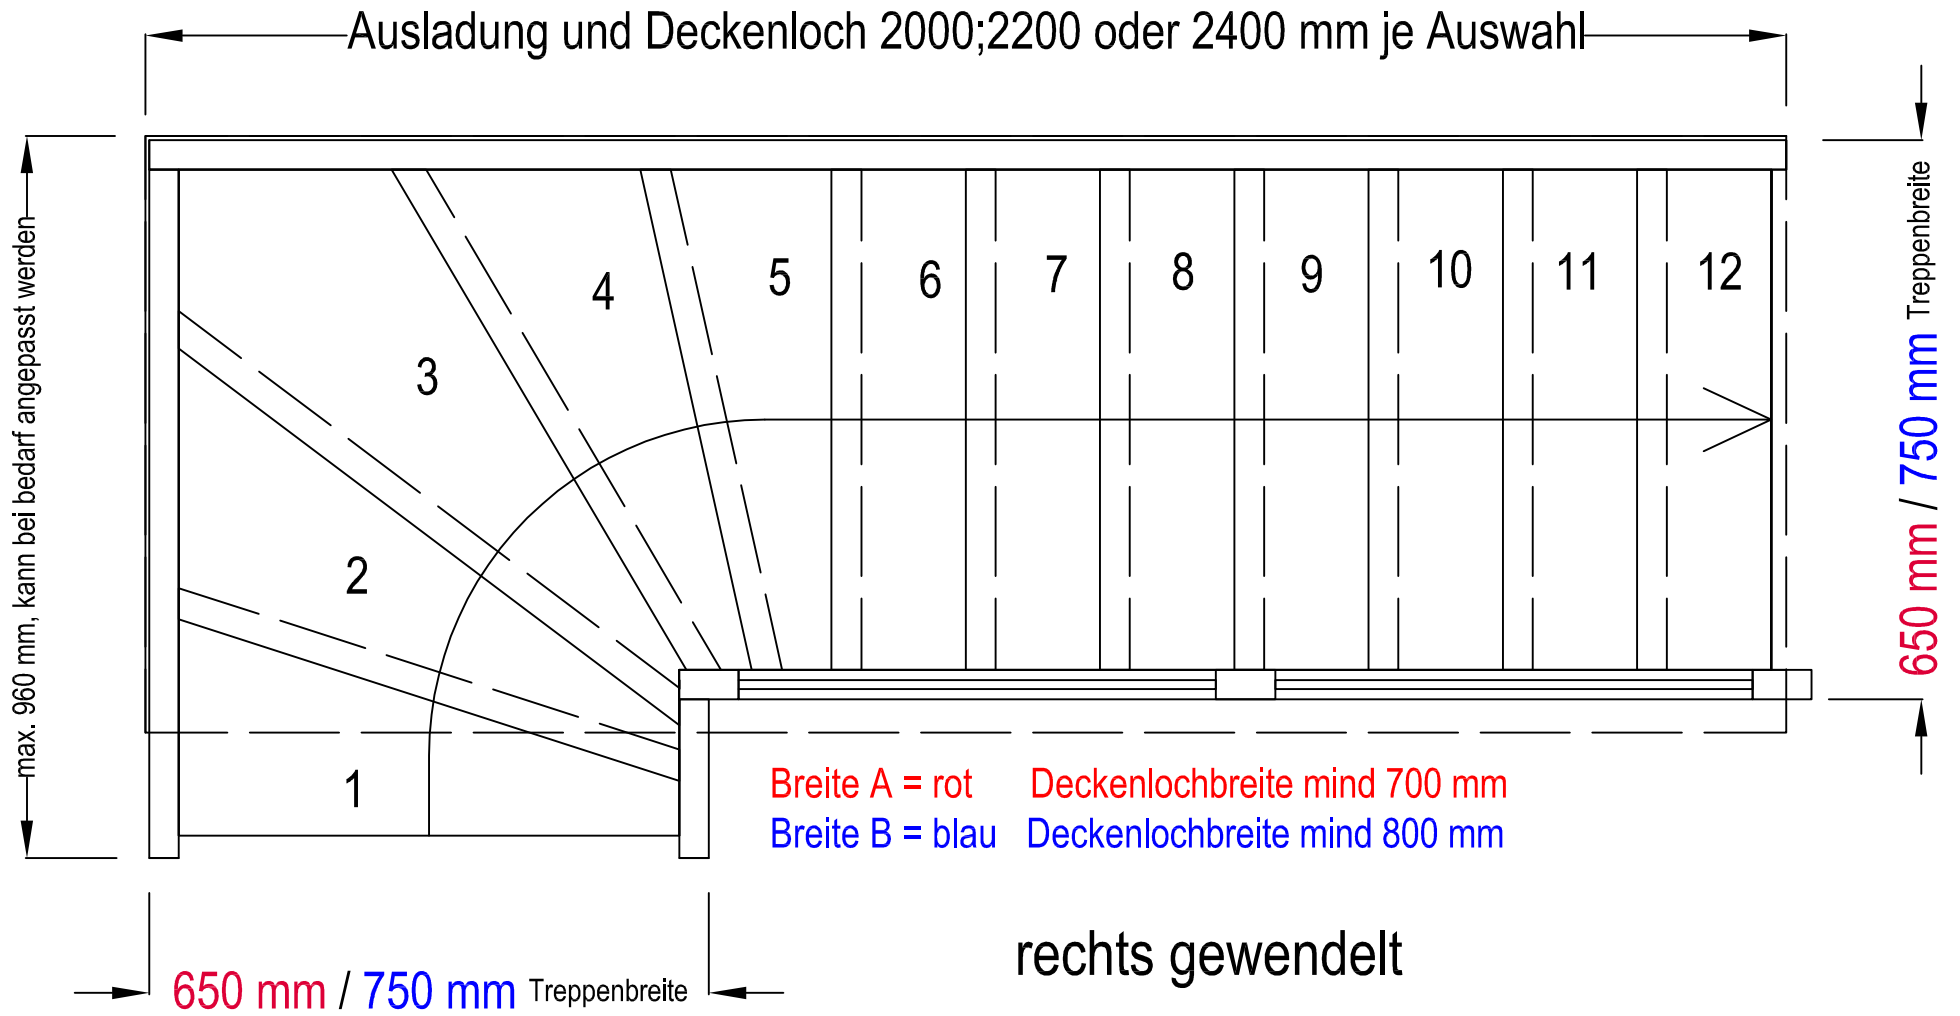 Ausladung und Deckenloch 2000;2200 oder 2400 mm je Auswahl
max. 960 mm, kann bei bedarf angepasst werden
650 mm / 750 mm Treppenbreite
1
2
3
4
5
6
7
8
9
10
11
12
Breite A = rot Deckenlochbreite mind 700 mm
Breite B = blau Deckenlochbreite mind 800 mm
rechts gewendelt
650 mm / 750 mm Treppenbreite